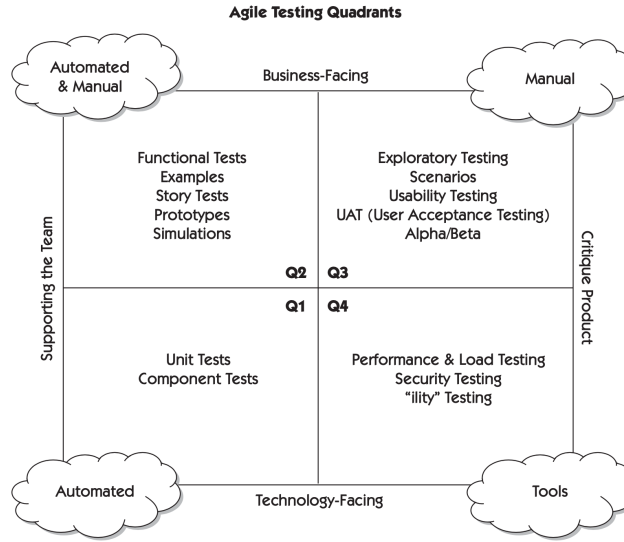 Agile Testing Quadrants
Automated
& Manual
Business-Facing
Manual
Functional Tests
Examples
Story Tests
Prototypes
Simulations
Exploratory Testing
Scenarios
Usability Testing
UAT (User Acceptance Testing)
Alpha/Beta
Supporting the Team
Critique Product
Q2
Q3
Q1
Q4
Unit Tests
Component Tests
Performance & Load Testing
Security Testing
“ility” Testing
Automated
Technology-Facing
Tools